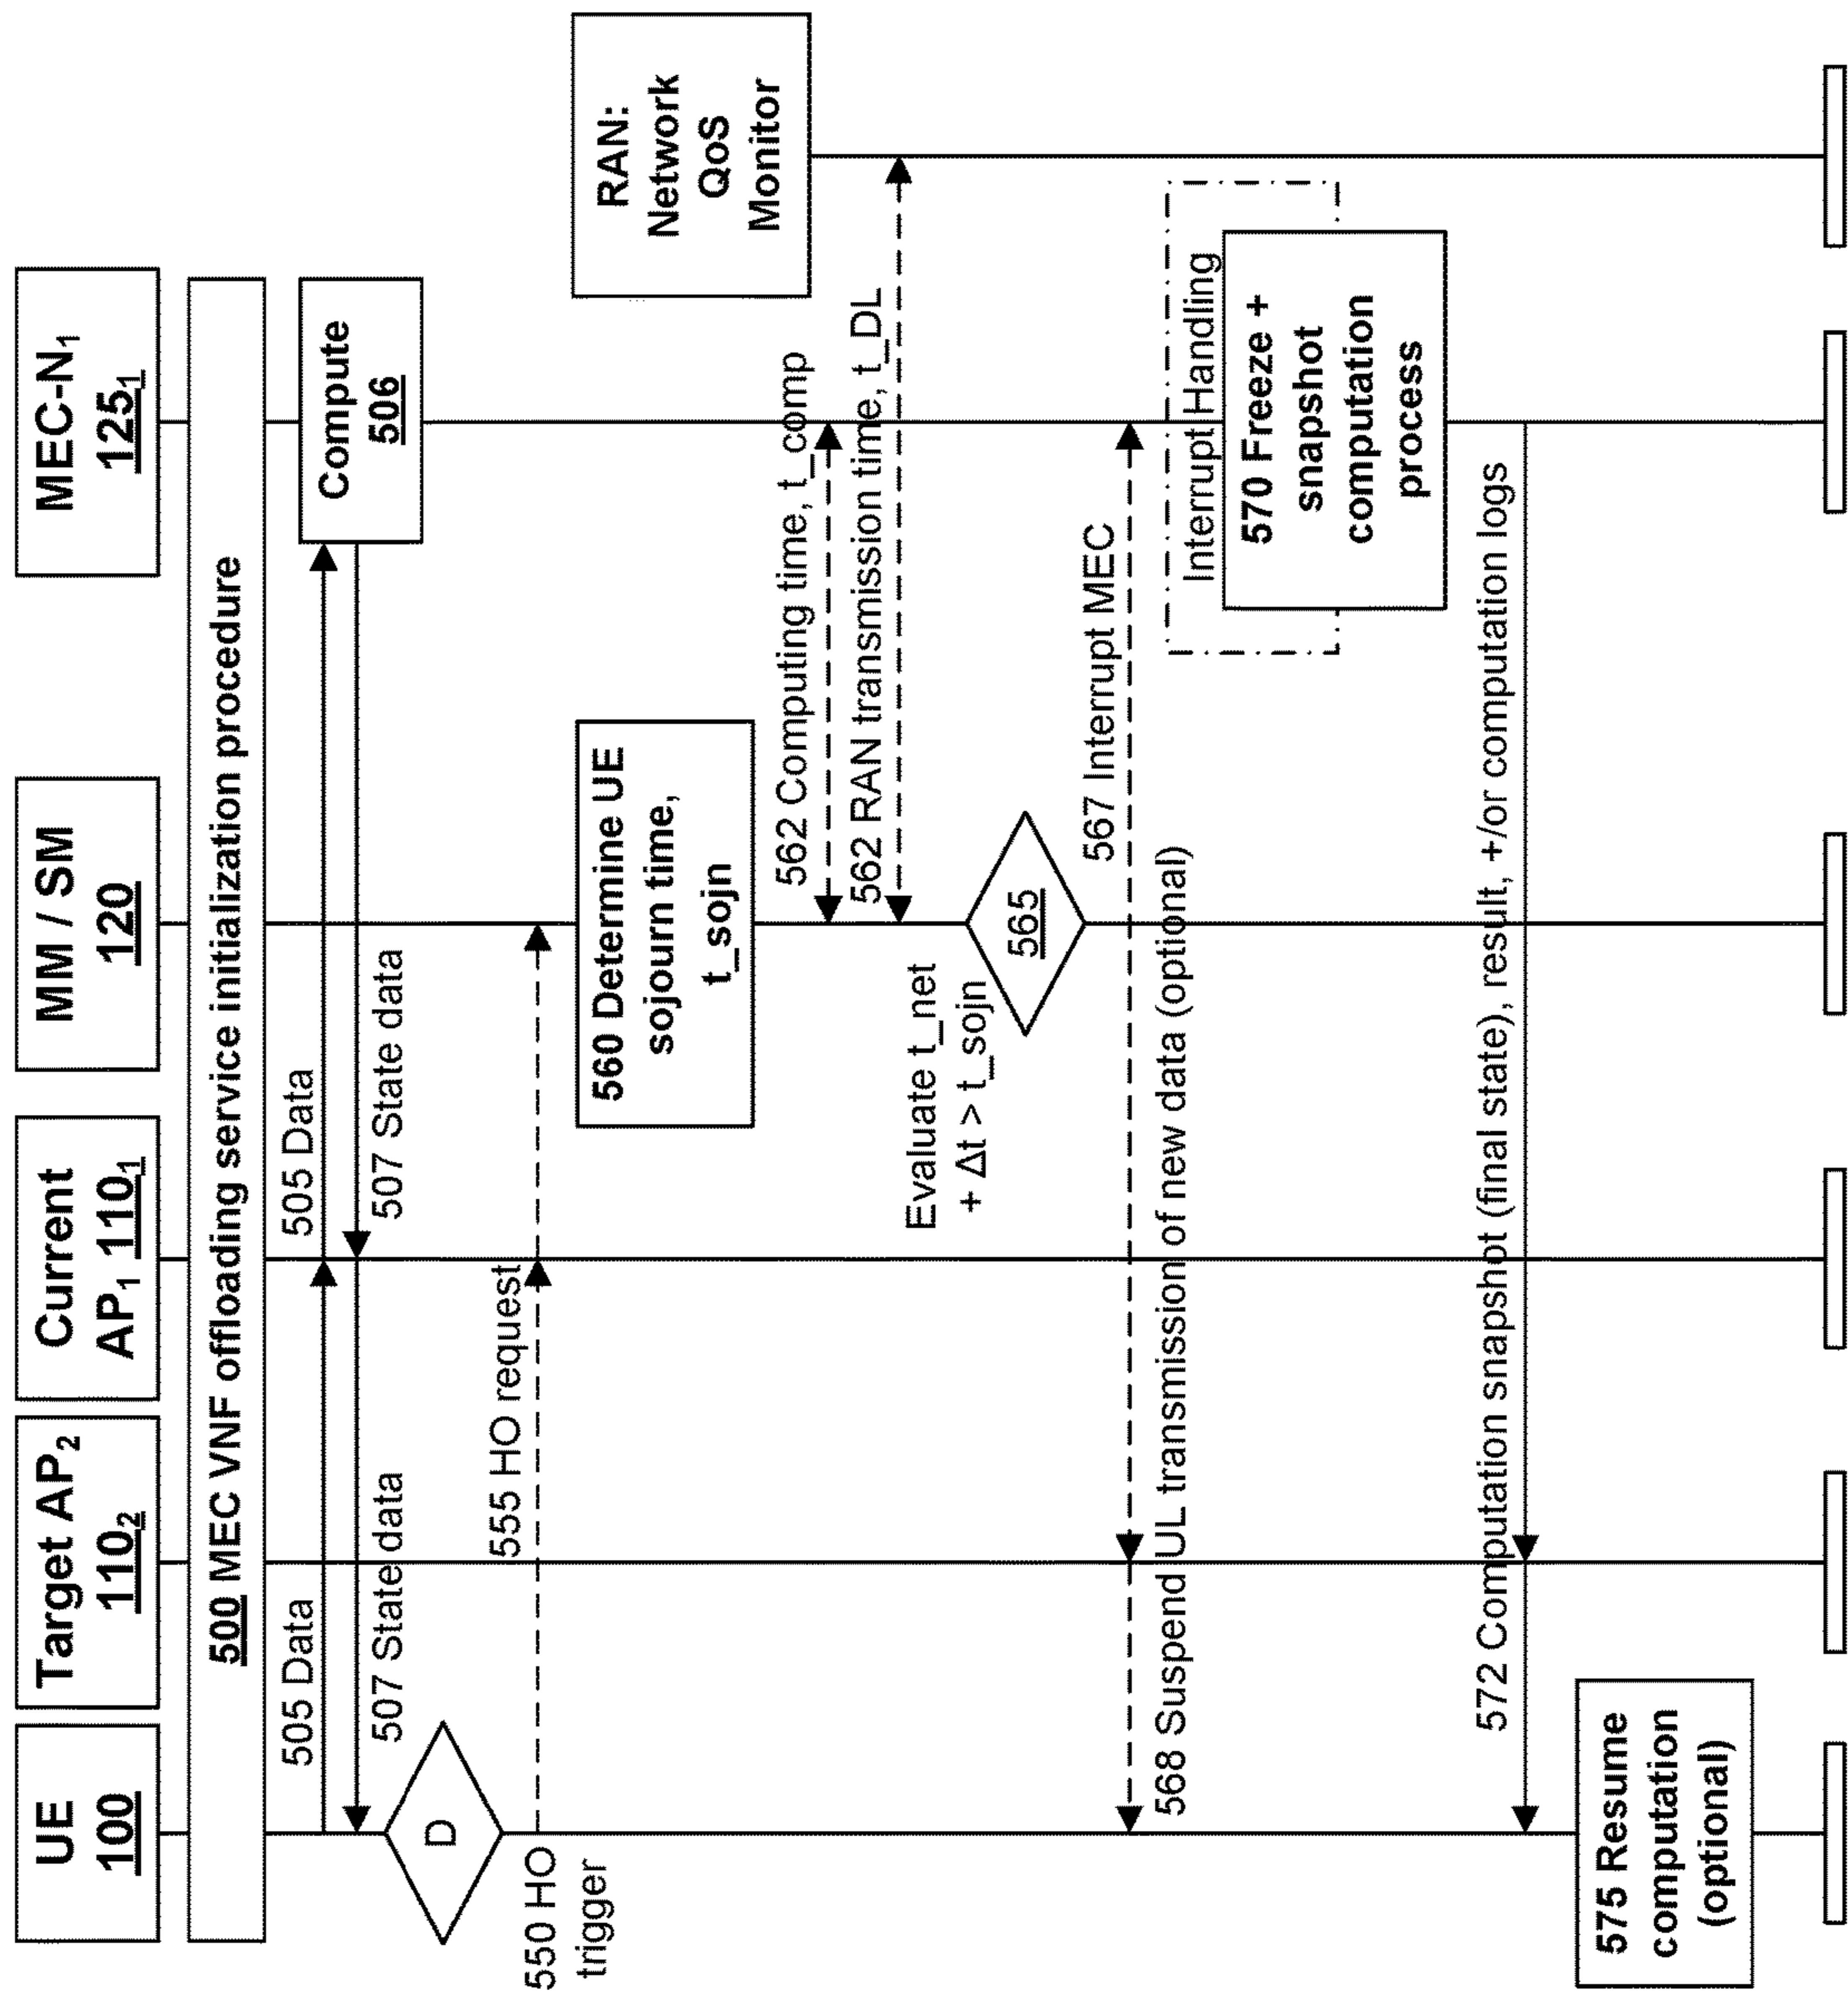 UE
100
Target AP₂
110₂
Current
AP₁ 110₁
MM / SM
120
MEC-N₁
125₁
500 MEC VNF offloading service initialization procedure
505 Data
505 Data
Compute
506
507 State data
507 State data
D
550 HO
trigger
555 HO request
560 Determine UE
sojourn time,
t_sojn
RAN:
Network
QoS
Monitor
562 Computing time, t_comp
562 RAN transmission time, t_DL
Evaluate t_net
+ Δt > t_sojn
565
567 Interrupt MEC
568 Suspend UL transmission of new data (optional)
Interrupt Handling
570 Freeze +
snapshot
computation
process
572 Computation snapshot (final state), result, +/or computation logs
575 Resume
computation
(optional)